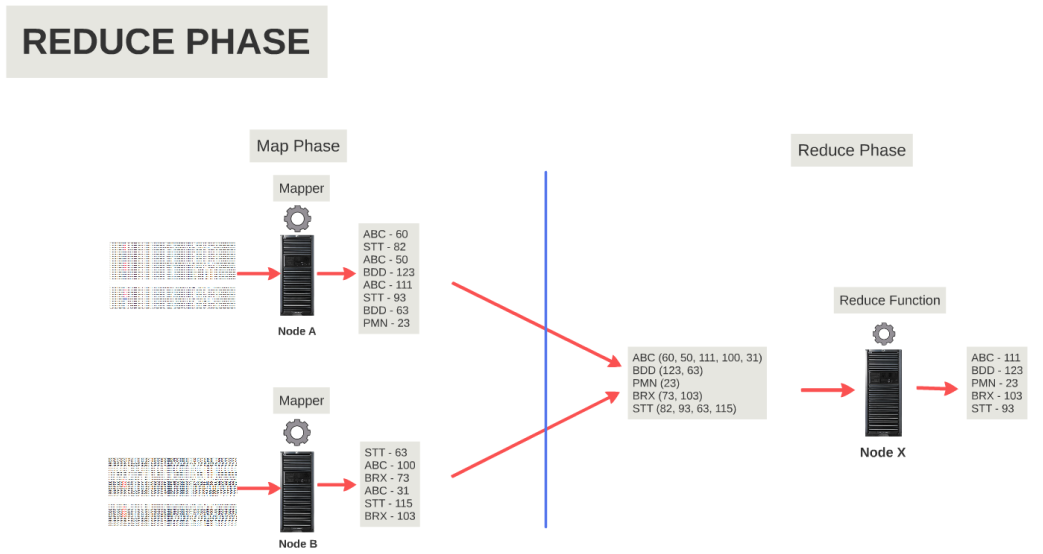 REDUCE PHASE
Map Phase
Mapper
ABC - 60
STT - 82
ABC - 50
BDD - 123
ABC - 111
STT - 93
BDD - 63
PMN - 23
Node A
Mapper
STT - 63
ABC - 100
BRX - 73
ABC - 31
STT - 115
BRX - 103
Node B
Reduce Phase
ABC (60, 50, 111, 100, 31)
BDD (123, 63)
PMN (23)
BRX (73, 103)
STT (82, 93, 63, 115)
Reduce Function
Node X
ABC - 111
BDD - 123
PMN - 23
BRX - 103
STT - 93